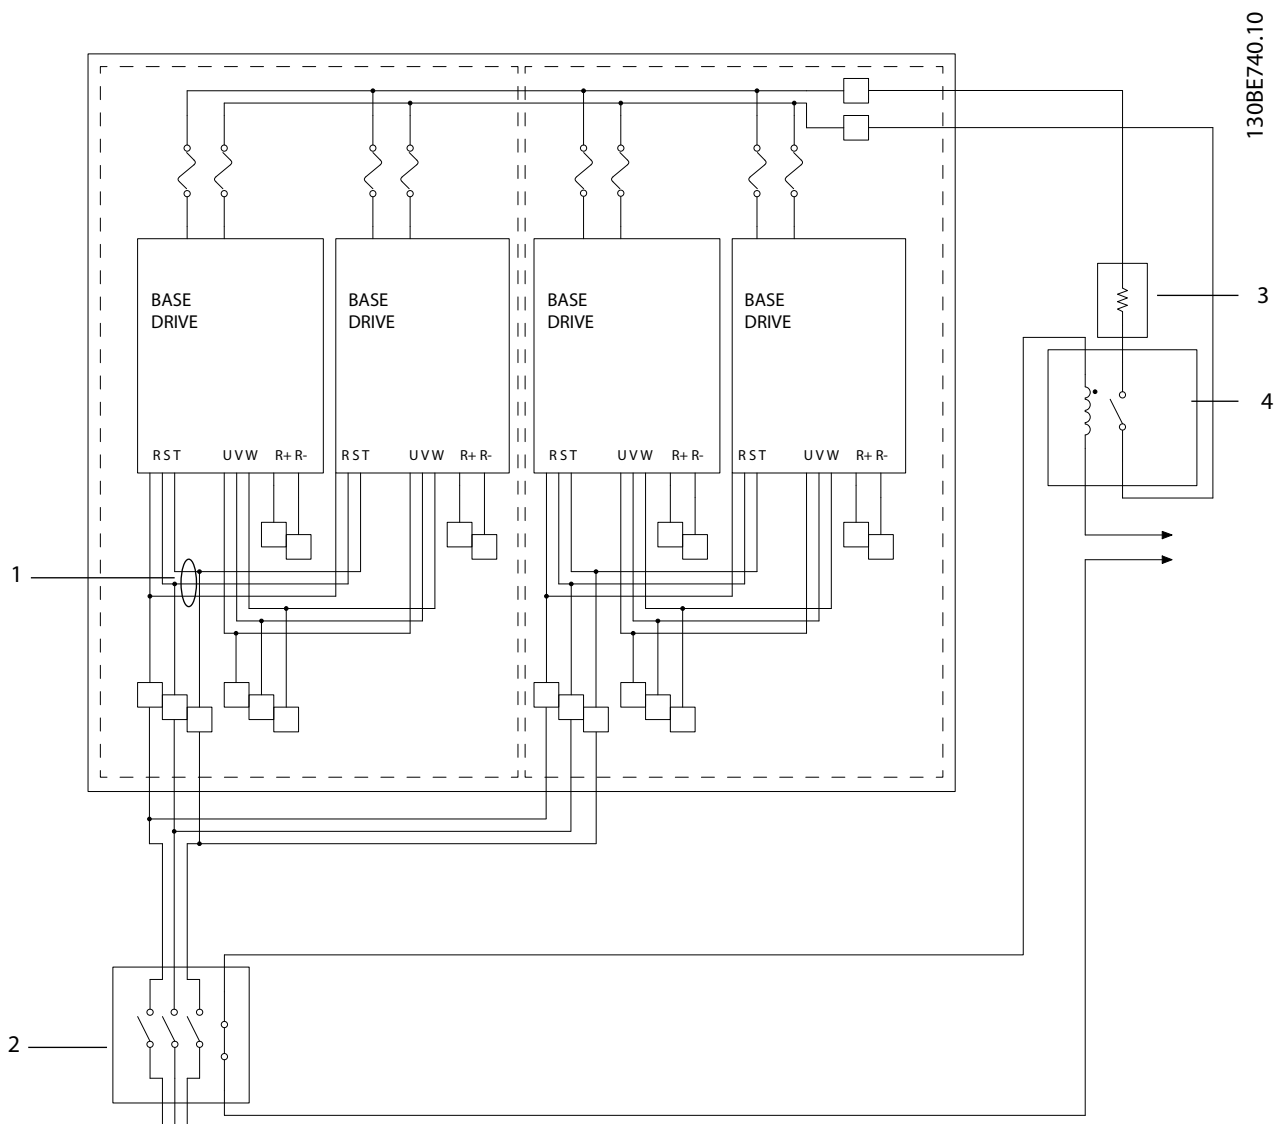 130BE740.10
BASE
DRIVE
BASE
DRIVE
BASE
DRIVE
BASE
DRIVE
3
4
R S T U V W R+ R-
R S T U V W R+ R-
R S T U V W R+ R-
R S T U V W R+ R-
1
2